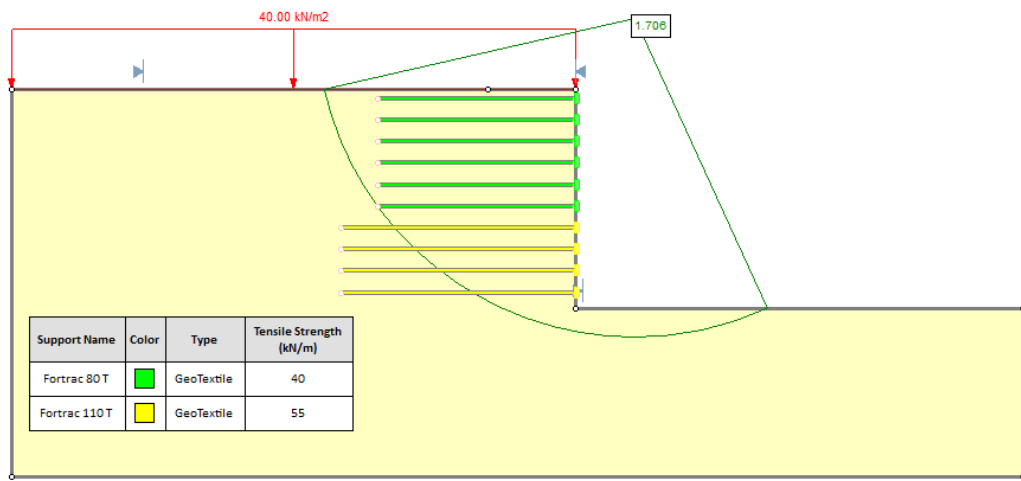 40.00 kN/m2
1.706
Support Name Color Type Tensile Strength (kN/m)
Fortrac 80 T GeoTextile 40
Fortrac 110 T GeoTextile 55